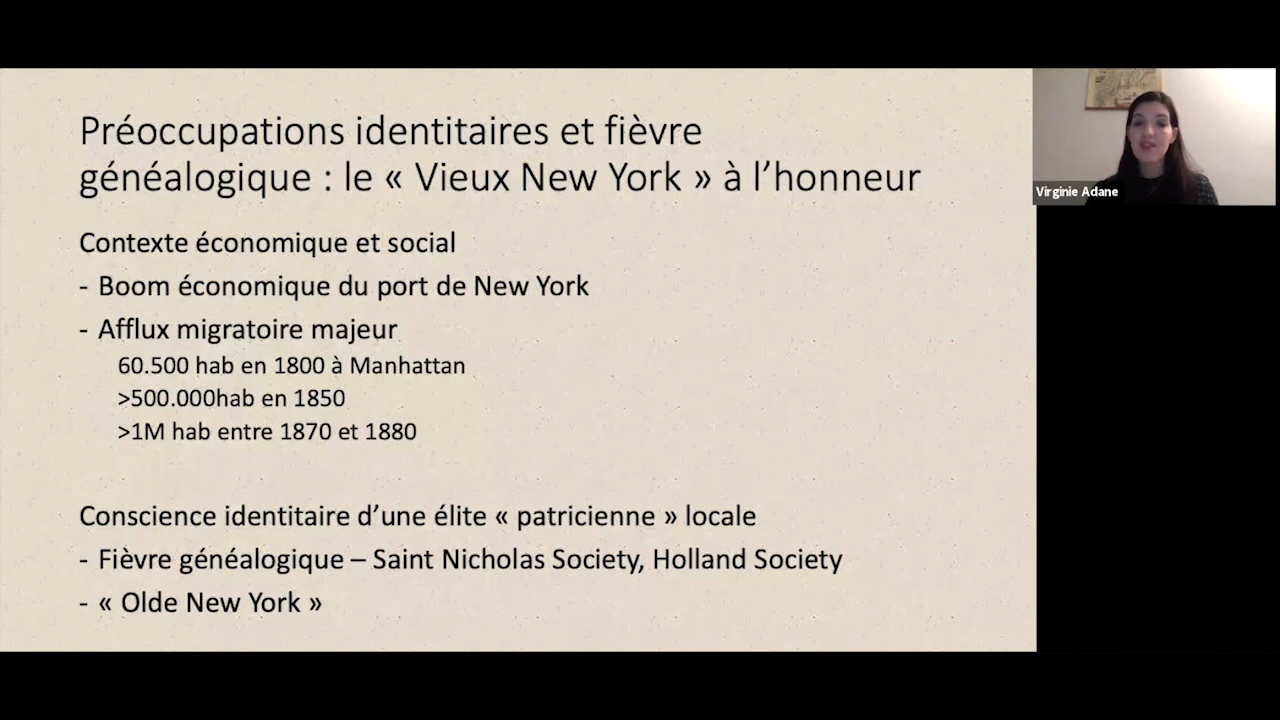 Préoccupations identitaires et fièvre
généalogique : le « Vieux New York » à l’honneur
Contexte économique et social
- Boom économique du port de New York
- Afflux migratoire majeur
60.500 hab en 1800 à Manhattan
>500.000hab en 1850
>1M hab entre 1870 et 1880
Conscience identitaire d’une élite « patricienne » locale
- Fièvre généalogique – Saint Nicholas Society, Holland Society
- « Olde New York »
Virginie Adane